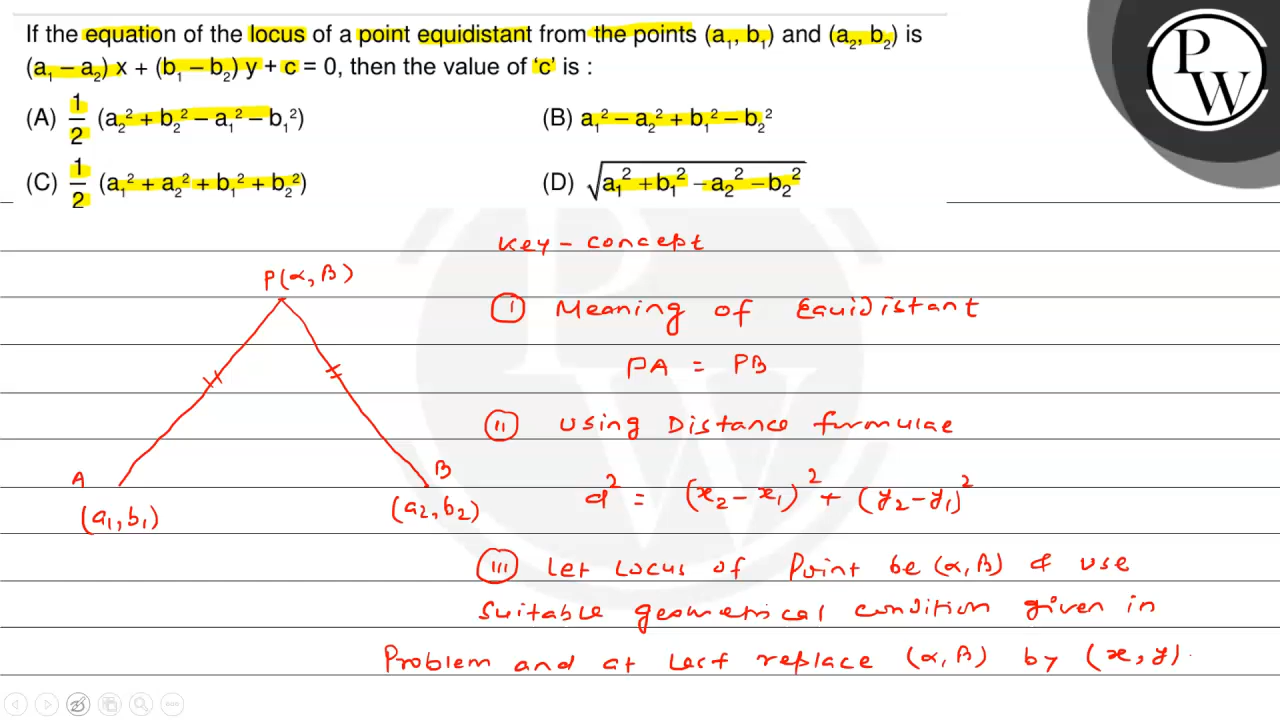 If the equation of the locus of a point equidistant from the points (a₁, b₁) and (a₂, b₂) is
(a₁ – a₂) x + (b₁ – b₂) y + c = 0, then the value of ‘c’ is :
(A) 1/2 (a₂² + b₂² – a₁² – b₁²) (B) a₁² – a₂² + b₁² – b₂²
(C) 1/2 (a₁² + a₂² + b₁² + b₂²) (D) √(a₁² + b₁² – a₂² – b₂²)
PW
Key - concept
P(α, β)
(i) Meaning of Equidistant
PA = PB
(ii) Using Distance formulae
A B
d² = (x₂ - x₁)² + (y₂ - y₁)²
(a₁, b₁) (a₂, b₂)
(iii) Let Locus of Point be (α, β) & use
suitable geometrical condition given in
Problem and at last replace (α, β) by (x, y).